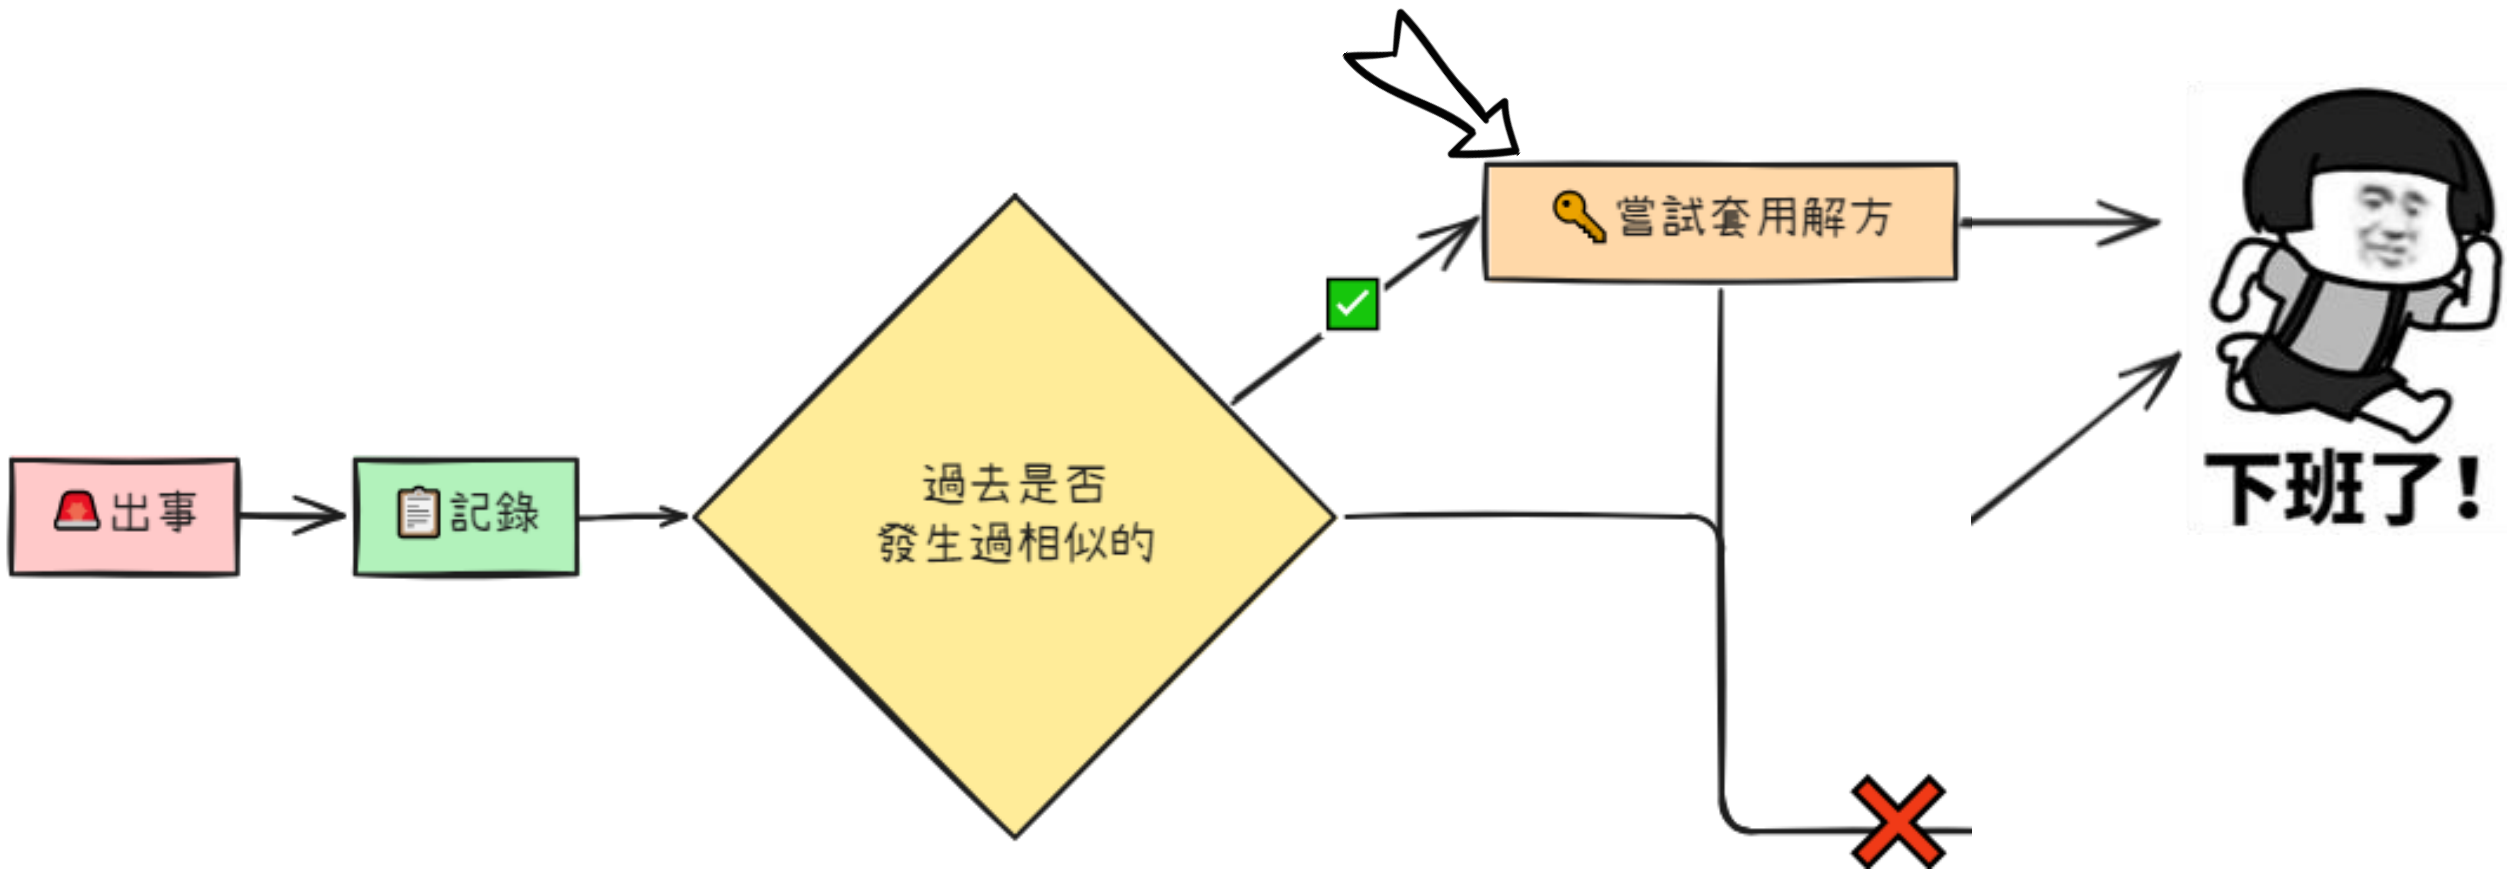 出事
記錄
過去是否
發生過相似的
嘗試套用解方
下班了！